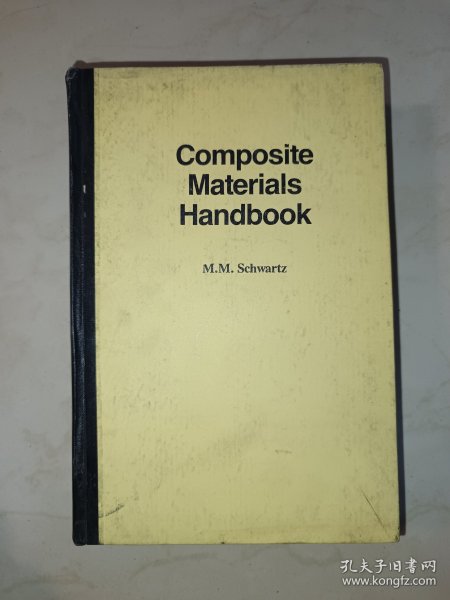 Composite
Materials
Handbook
M.M. Schwartz
孔夫子旧书网
www.kongfz.com